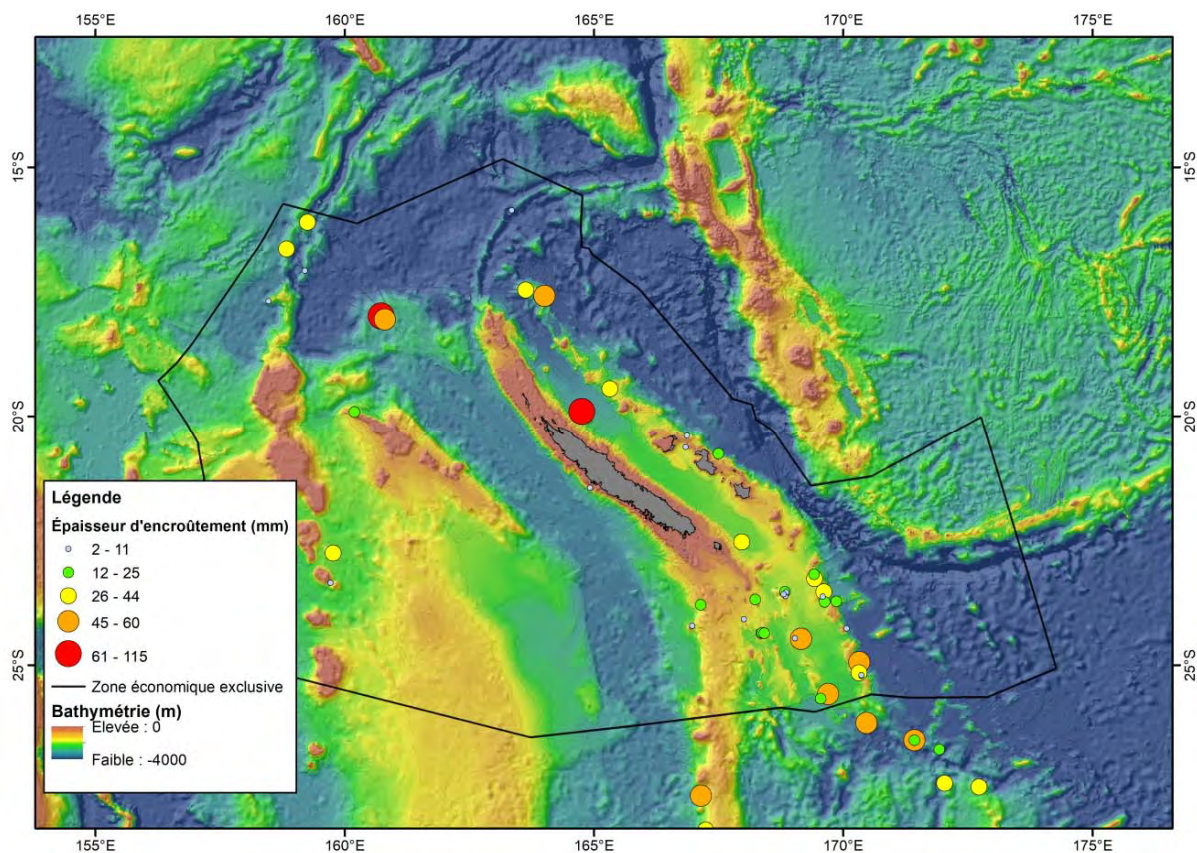 155°E 160°E 165°E 170°E 175°E
15°S 15°S
20°S 20°S
25°S 25°S
Légende
Épaisseur d'encroûtement (mm)
2 - 11
12 - 25
26 - 44
45 - 60
61 - 115
Zone économique exclusive
Bathymétrie (m)
Elevée : 0
Faible : -4000
155°E 160°E 165°E 170°E 175°E